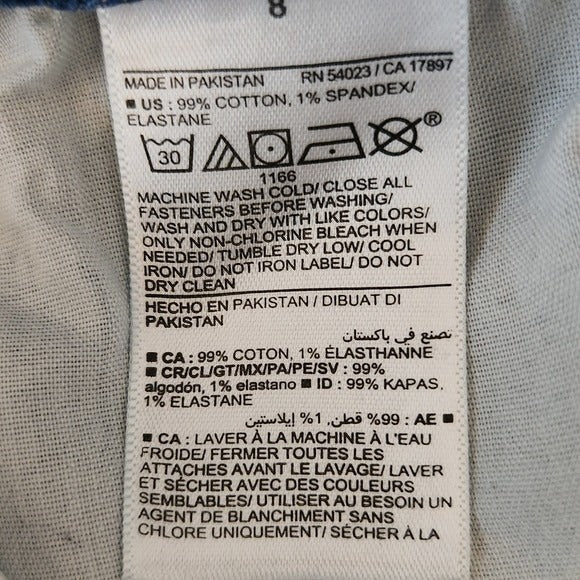 8
MADE IN PAKISTAN RN 54023 / CA 17897
■ US : 99% COTTON, 1% SPANDEX/
ELASTANE
30 ®
1166
MACHINE WASH COLD/ CLOSE ALL
FASTENERS BEFORE WASHING/
WASH AND DRY WITH LIKE COLORS/
ONLY NON-CHLORINE BLEACH WHEN
NEEDED/ TUMBLE DRY LOW/ COOL
IRON/ DO NOT IRON LABEL/ DO NOT
DRY CLEAN
HECHO EN PAKISTAN / DIBUAT DI
PAKISTAN
تصنع في باكستان
■ CA : 99% COTON, 1% ÉLASTHANNE
■ CR/CL/GT/MX/PA/PE/SV : 99%
algodón, 1% elastano ■ ID : 99% KAPAS,
1% ELASTANE
■ AE : 99% قطن, 1% إيلاستين
■ CA : LAVER À LA MACHINE À L'EAU
FROIDE/ FERMER TOUTES LES
ATTACHES AVANT LE LAVAGE/ LAVER
ET SÉCHER AVEC DES COULEURS
SEMBLABLES/ UTILISER AU BESOIN UN
AGENT DE BLANCHIMENT SANS
CHLORE UNIQUEMENT/ SÉCHER À LA